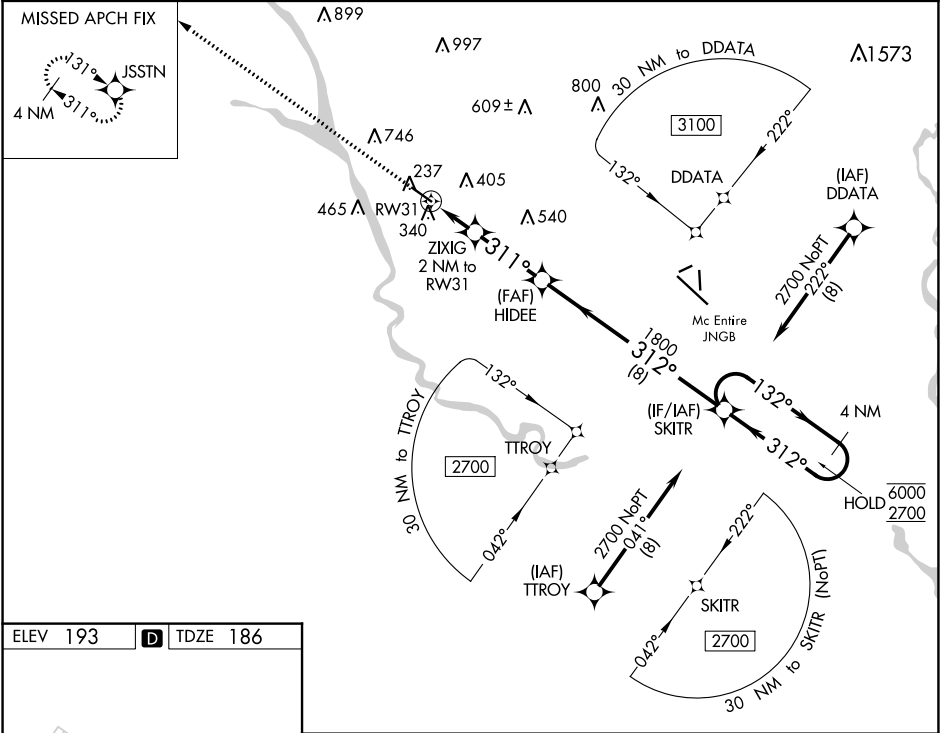 MISSED APCH FIX
131°
JSSTN
311°
4 NM
899
997
1573
609±
800
746
237
405
465
RW31
340
540
ZIXIG
2 NM to
RW31
311°
(FAF)
HIDEE
30 NM to DDATA
3100
132°
222°
DDATA
(IAF)
DDATA
2700 NoPT
222°
(8)
Mc Entire
JNGB
1800
312°
(8)
(IF/IAF)
SKITR
132°
312°
4 NM
HOLD
6000
2700
30 NM to TTROY
132°
2700
TTROY
042°
(IAF)
TTROY
2700 NoPT
041°
(8)
222°
SKITR
042°
2700
30 NM to SKITR (NoPT)
ELEV 193
D
TDZE 186